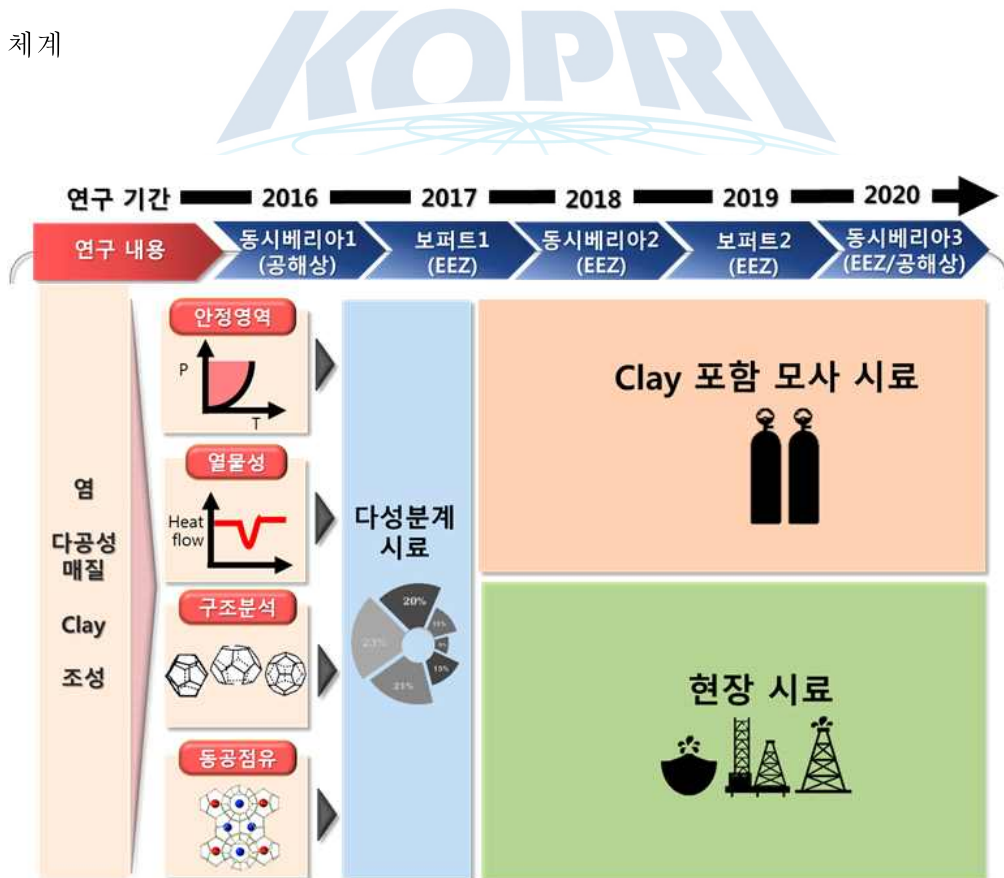 체계
KOPRI
연구 기간 2016 2017 2018 2019 2020
연구 내용
동시베리아1
(공해상)
보퍼트1
(EEZ)
동시베리아2
(EEZ)
보퍼트2
(EEZ)
동시베리아3
(EEZ/공해상)
염
다공성
매질
Clay
조성
안정영역
P
T
열물성
Heat
flow
구조분석
동공점유
다성분계
시료
20%
23%
21%
15%
Clay 포함 모사 시료
현장 시료